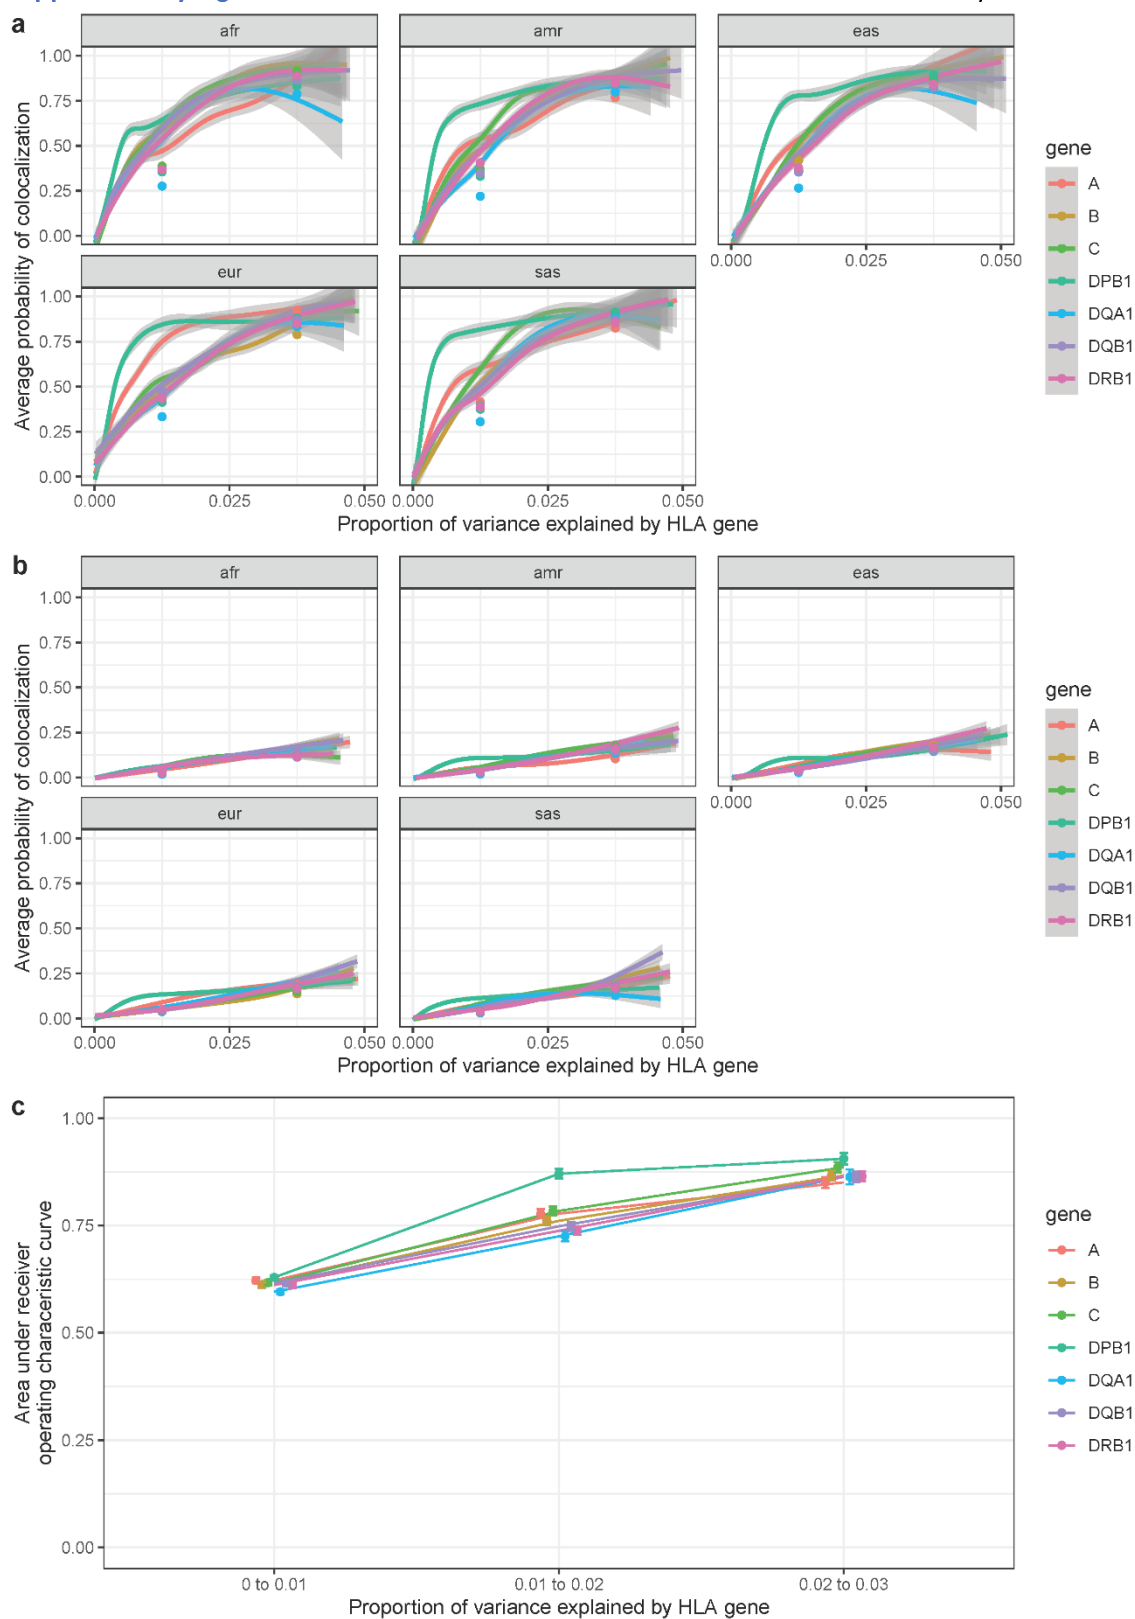 a
afr
amr
eas
1.00
0.75
0.50
0.25
0.00
0.000
0.025
0.050
eur
sas
1.00
0.75
0.50
0.25
0.00
0.000
0.025
0.050
0.000
0.025
0.050
Average probability of colocalization
Proportion of variance explained by HLA gene
gene
A
B
C
DPB1
DQA1
DQB1
DRB1
b
afr
amr
eas
1.00
0.75
0.50
0.25
0.00
0.000
0.025
0.050
eur
sas
1.00
0.75
0.50
0.25
0.00
0.000
0.025
0.050
0.000
0.025
0.050
Average probability of colocalization
Proportion of variance explained by HLA gene
gene
A
B
C
DPB1
DQA1
DQB1
DRB1
c
1.00
0.75
0.50
0.25
0.00
Area under receiver
operating characeristic curve
0 to 0.01
0.01 to 0.02
0.02 to 0.03
Proportion of variance explained by HLA gene
gene
A
B
C
DPB1
DQA1
DQB1
DRB1